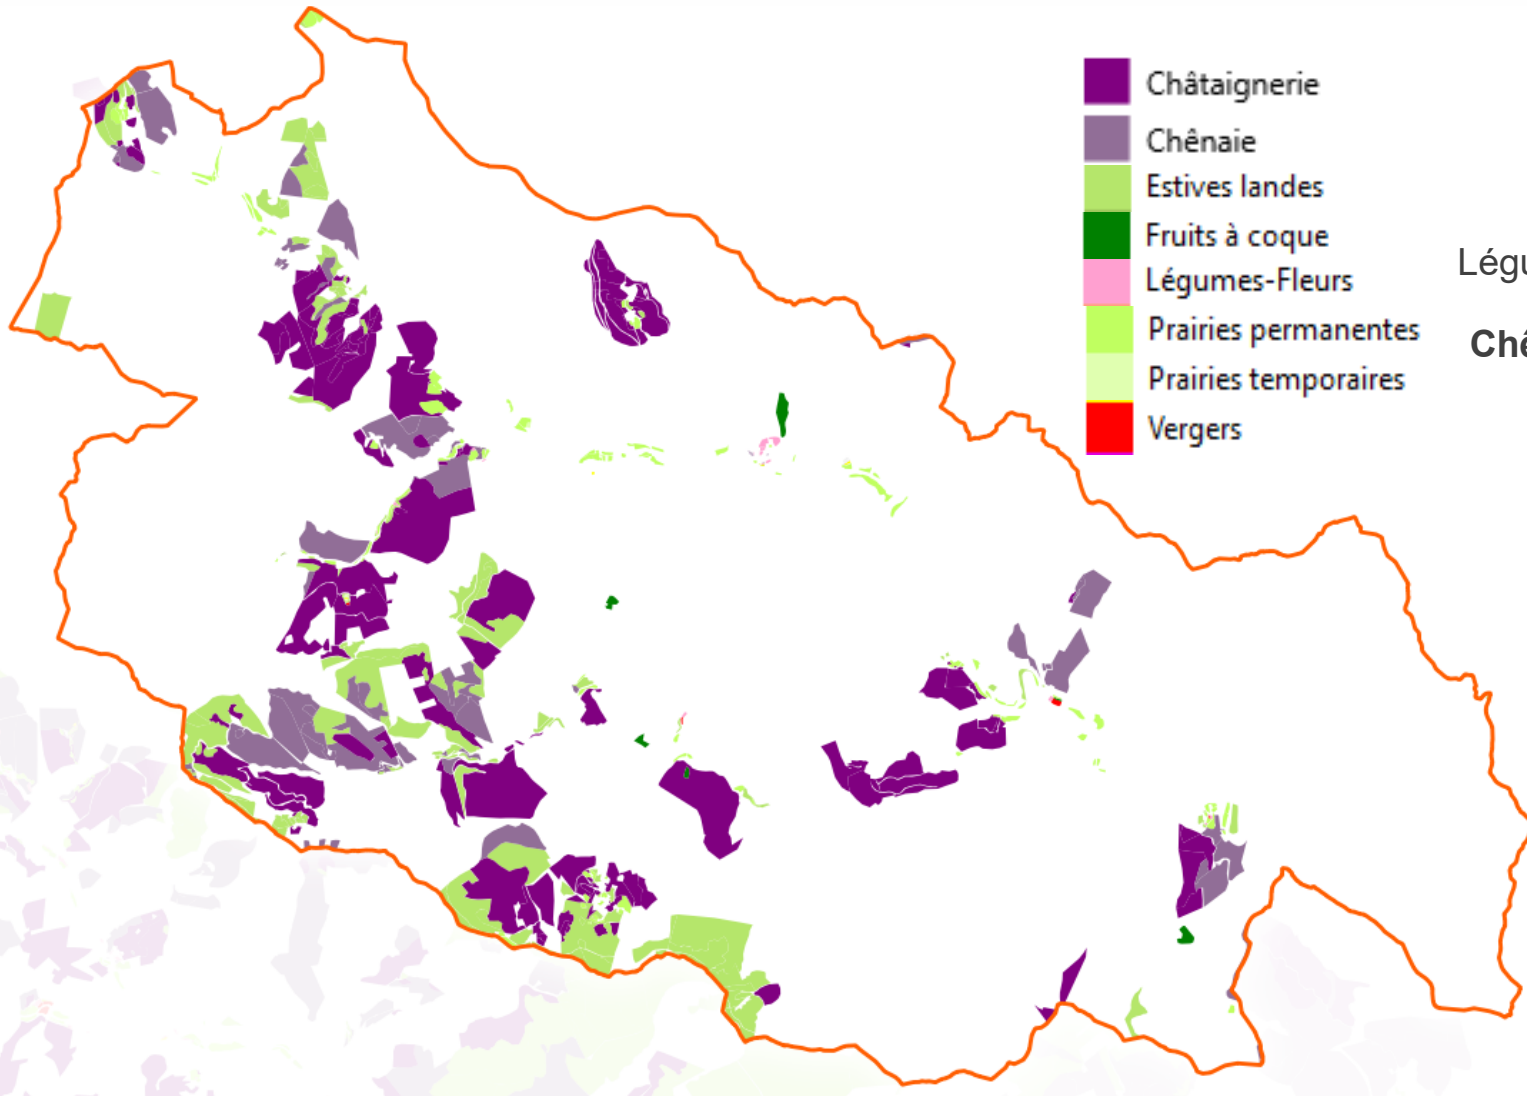 Châtaignerie
Chênaie
Estives landes
Fruits à coque
Légumes-Fleurs
Prairies permanentes
Prairies temporaires
Vergers